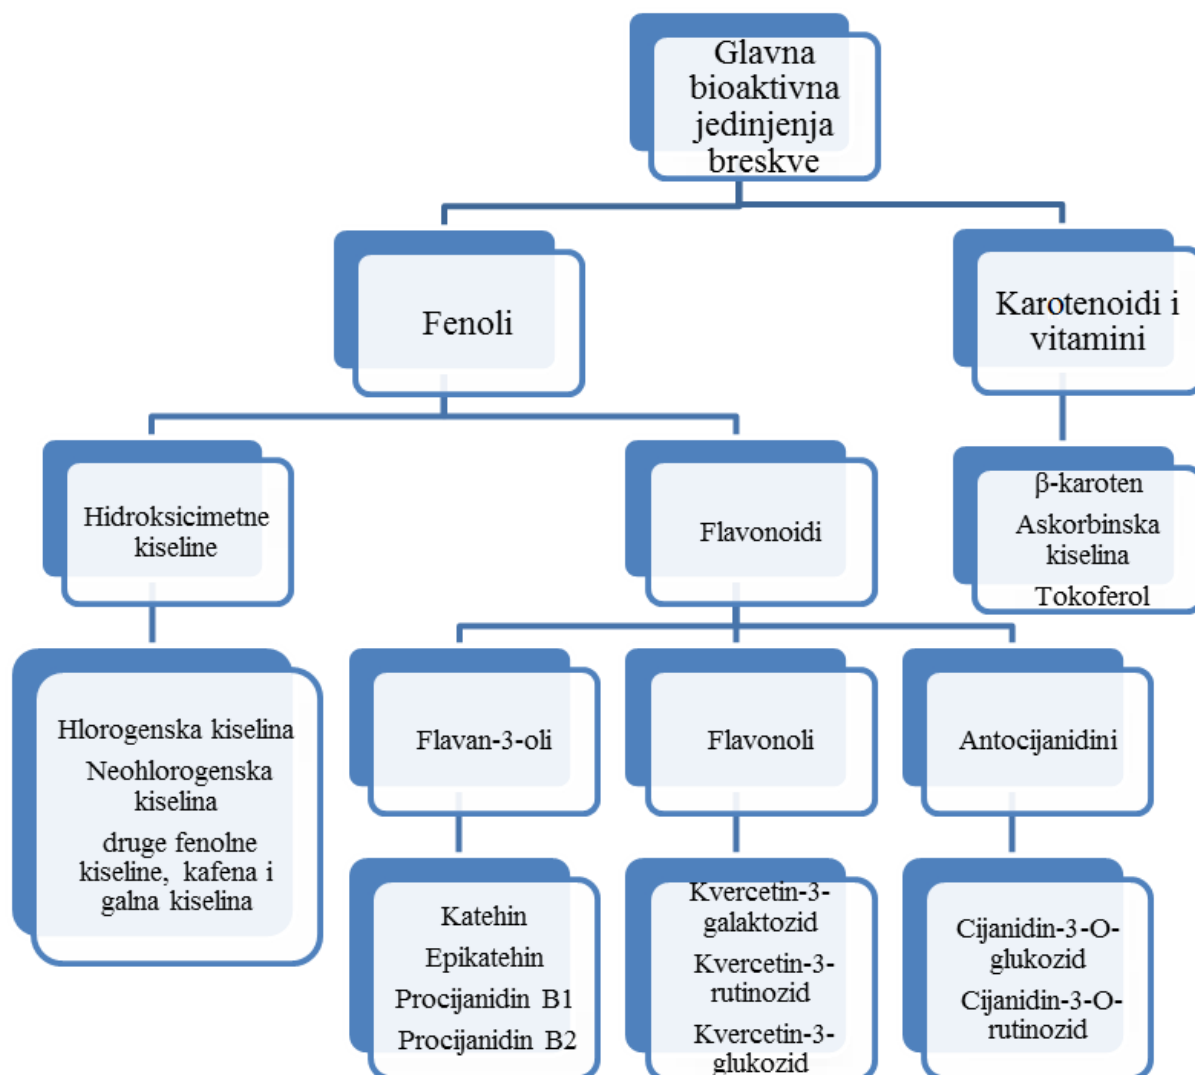 Glavna
bioaktivna
jedinjenja
breskve
Fenoli
Karotenoidi i
vitamini
Hidroksicimetne
kiseline
Flavonoidi
β-karoten
Askorbinska
kiselina
Tokoferol
Hlorogenska kiselina
Neohlorogenska
kiselina
druge fenolne
kiseline, kafena i
galna kiselina
Flavan-3-oli
Flavonoli
Antocijanidini
Katehin
Epikatehin
Procijanidin B1
Procijanidin B2
Kvercetin-3-
galaktozid
Kvercetin-3-
rutinozid
Kvercetin-3-
glukozid
Cijanidin-3-O-
glukozid
Cijanidin-3-O-
rutinozid